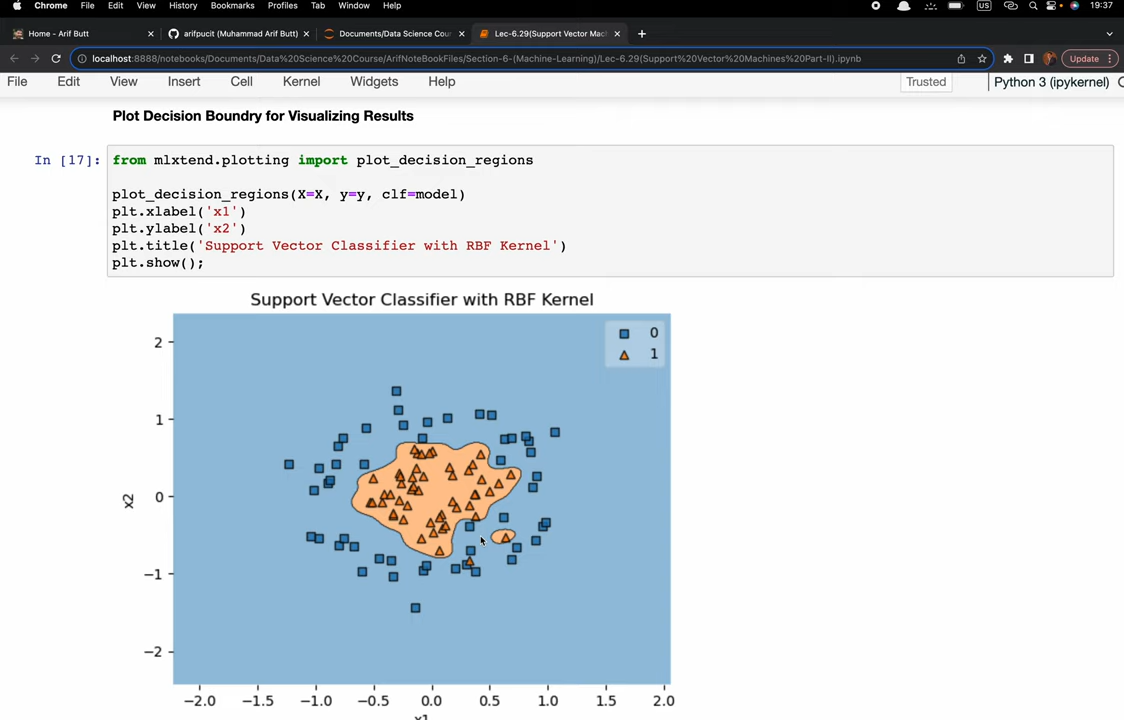 Chrome File Edit View History Bookmarks Profiles Tab Window Help US 19:37
Home - Arif Butt arifpucit (Muhammad Arif Butt) Documents/Data Science Cou Lec-6.29(Support Vector Mac
localhost:8888/notebooks/Documents/Data%20Science%20Course/ArifNoteBookFiles/Section-6-(Machine-Learning)/Lec-6.29(Support%20Vector%20Machines%20Part-II).ipynb Update
File Edit View Insert Cell Kernel Widgets Help Trusted Python 3 (ipykernel)
Plot Decision Boundry for Visualizing Results
In [17]: from mlxtend.plotting import plot_decision_regions
plot_decision_regions(X=X, y=y, clf=model)
plt.xlabel('x1')
plt.ylabel('x2')
plt.title('Support Vector Classifier with RBF Kernel')
plt.show();
Support Vector Classifier with RBF Kernel
0
1
2
1
0
−1
−2
x2
−2.0 −1.5 −1.0 −0.5 0.0 0.5 1.0 1.5 2.0
x1